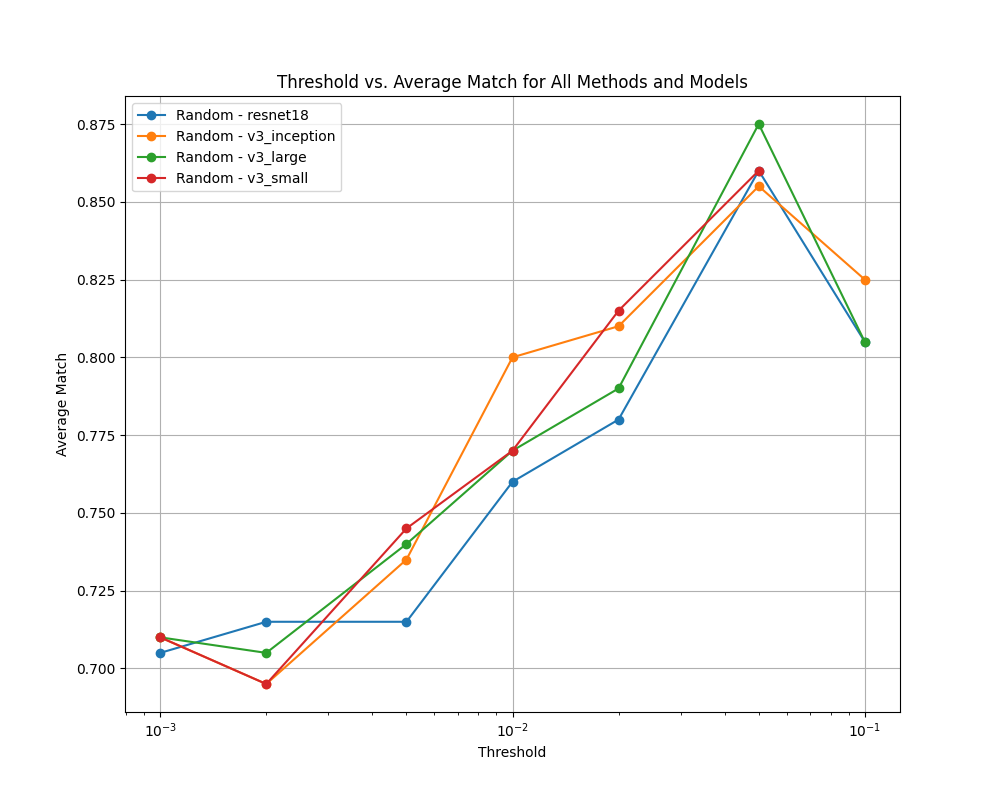 Threshold vs. Average Match for All Methods and Models
Random - resnet18
Random - v3_inception
Random - v3_large
Random - v3_small
0.875
0.850
0.825
0.800
0.775
0.750
0.725
0.700
Average Match
10⁻³
10⁻²
10⁻¹
Threshold